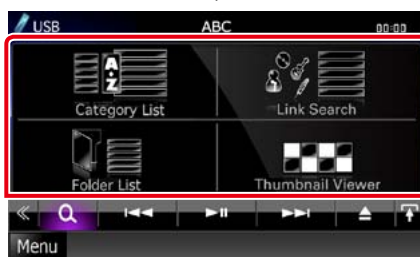 USB ABC 00:00
A
Z
Category List Link Search
Folder List Thumbnail Viewer
Menu